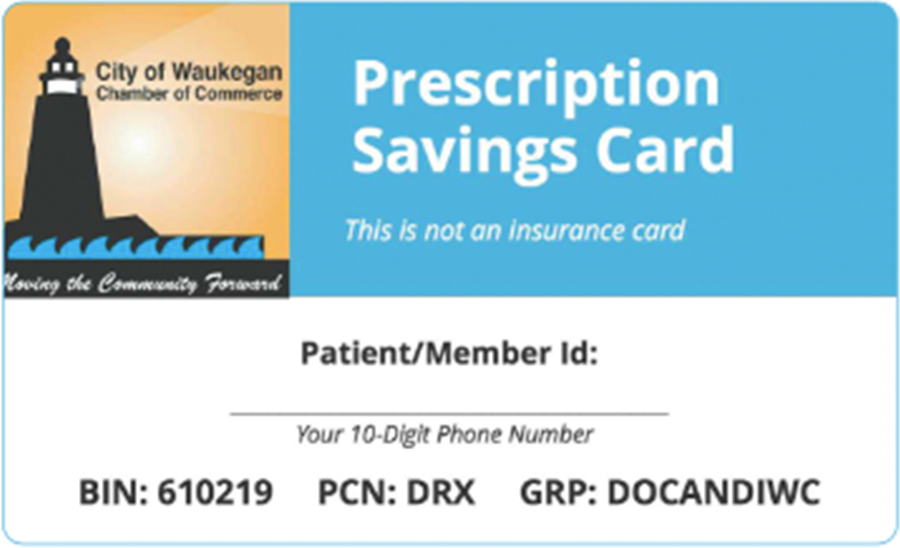 City of Waukegan
Chamber of Commerce
Moving the Community Forward
Prescription
Savings Card
This is not an insurance card
Patient/Member Id:
Your 10-Digit Phone Number
BIN: 610219 PCN: DRX GRP: DOCANDIWC